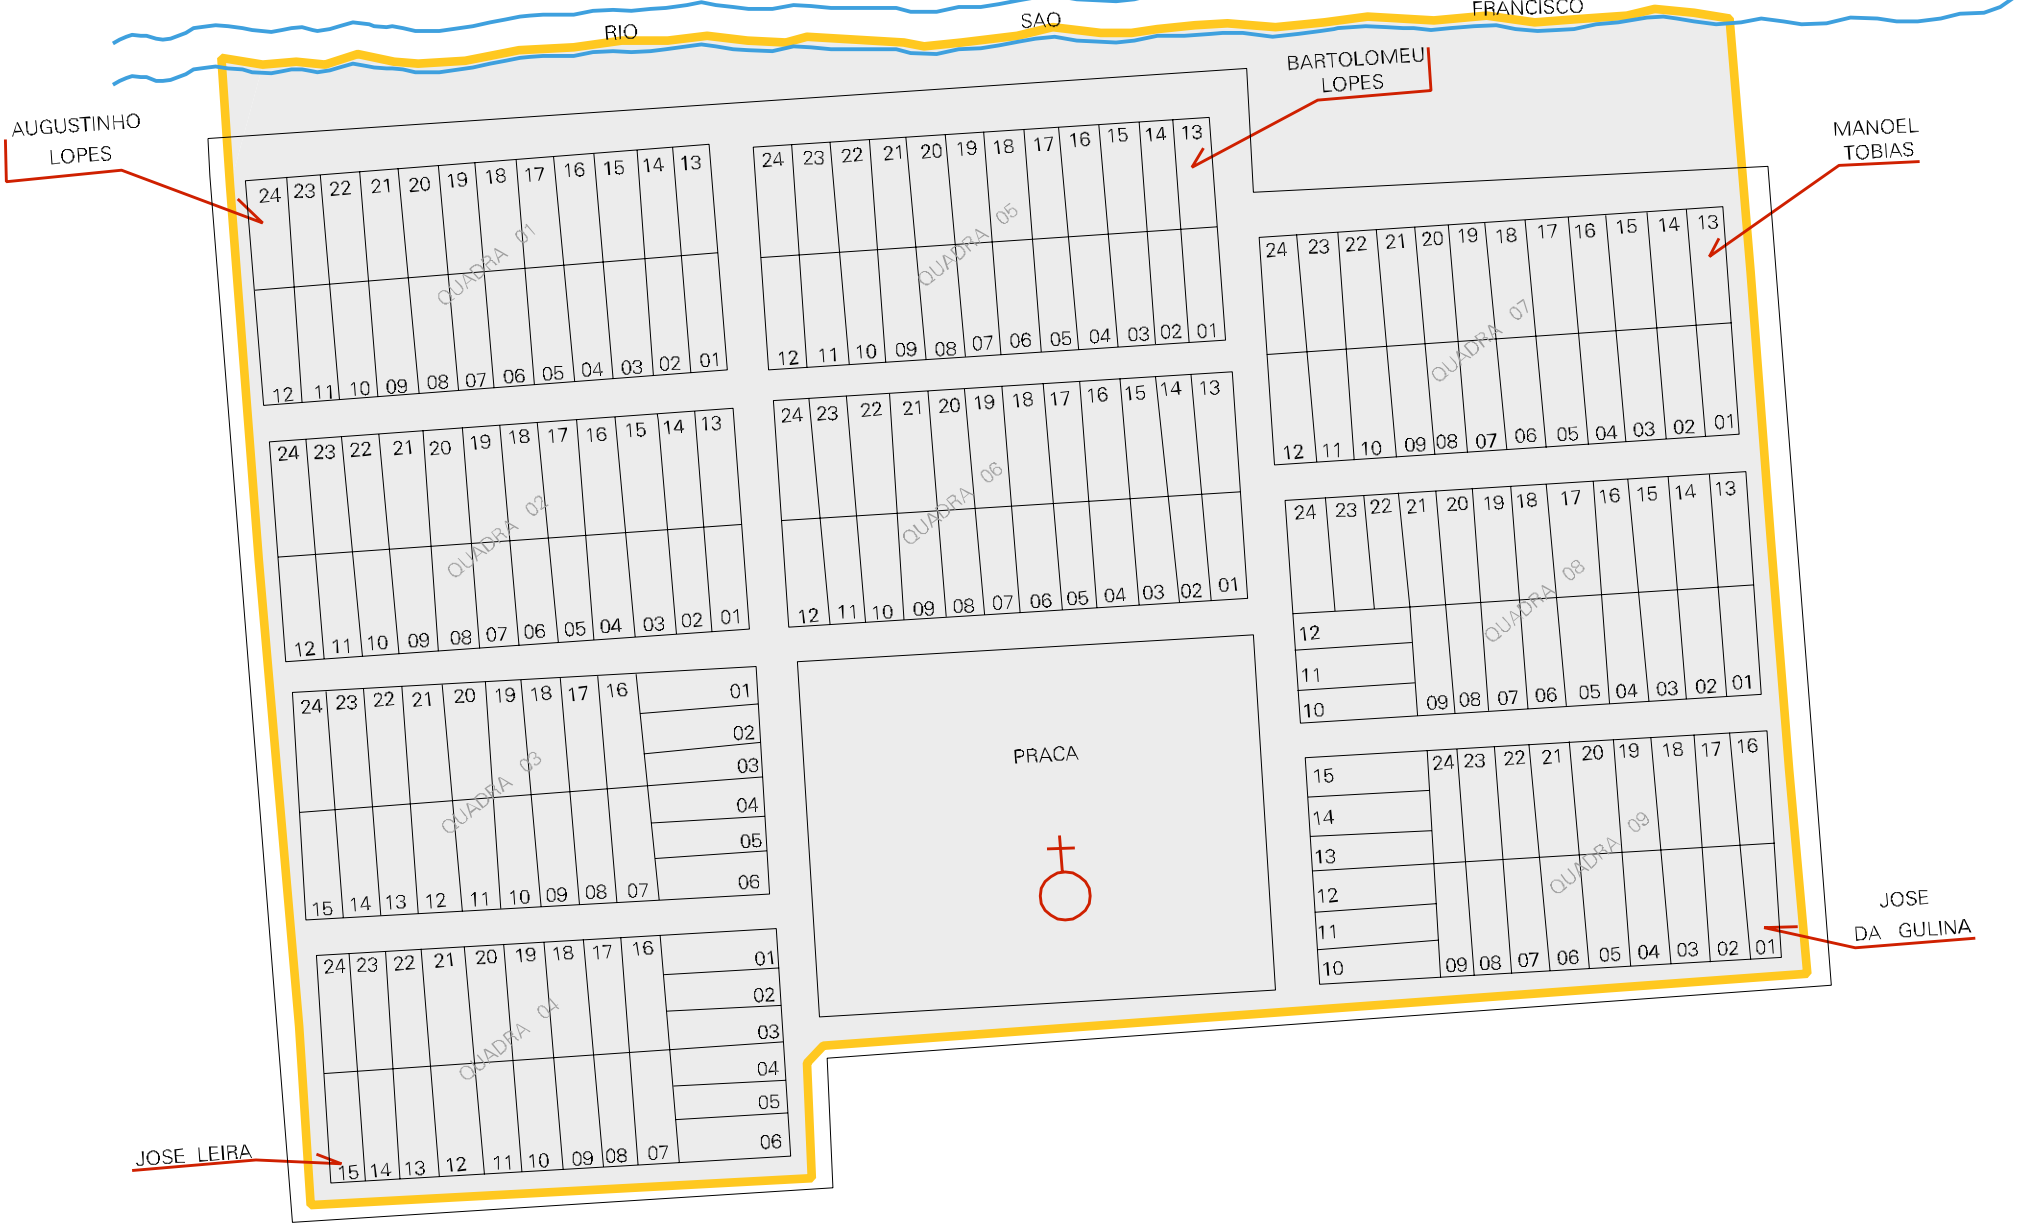 RIO SAO FRANCISCO
BARTOLOMEU
LOPES
AUGUSTINHO
LOPES
MANOEL
TOBIAS
24 23 22 21 20 19 18 17 16 15 14 13
QUADRA 01
12 11 10 09 08 07 06 05 04 03 02 01
24 23 22 21 20 19 18 17 16 15 14 13
QUADRA 05
12 11 10 09 08 07 06 05 04 03 02 01
24 23 22 21 20 19 18 17 16 15 14 13
QUADRA 07
12 11 10 09 08 07 06 05 04 03 02 01
24 23 22 21 20 19 18 17 16 15 14 13
QUADRA 02
12 11 10 09 08 07 06 05 04 03 02 01
24 23 22 21 20 19 18 17 16 15 14 13
QUADRA 06
12 11 10 09 08 07 06 05 04 03 02 01
24 23 22 21 20 19 18 17 16 15 14 13
QUADRA 08
12
11
10
09 08 07 06 05 04 03 02 01
24 23 22 21 20 19 18 17 16
01
02
03
04
05
06
QUADRA 03
15 14 13 12 11 10 09 08 07
PRACA
15
14
13
12
11
10
24 23 22 21 20 19 18 17 16
QUADRA 09
09 08 07 06 05 04 03 02 01
JOSE
DA GULINA
24 23 22 21 20 19 18 17 16
01
02
03
04
05
06
QUADRA 04
15 14 13 12 11 10 09 08 07
JOSE LEIRA